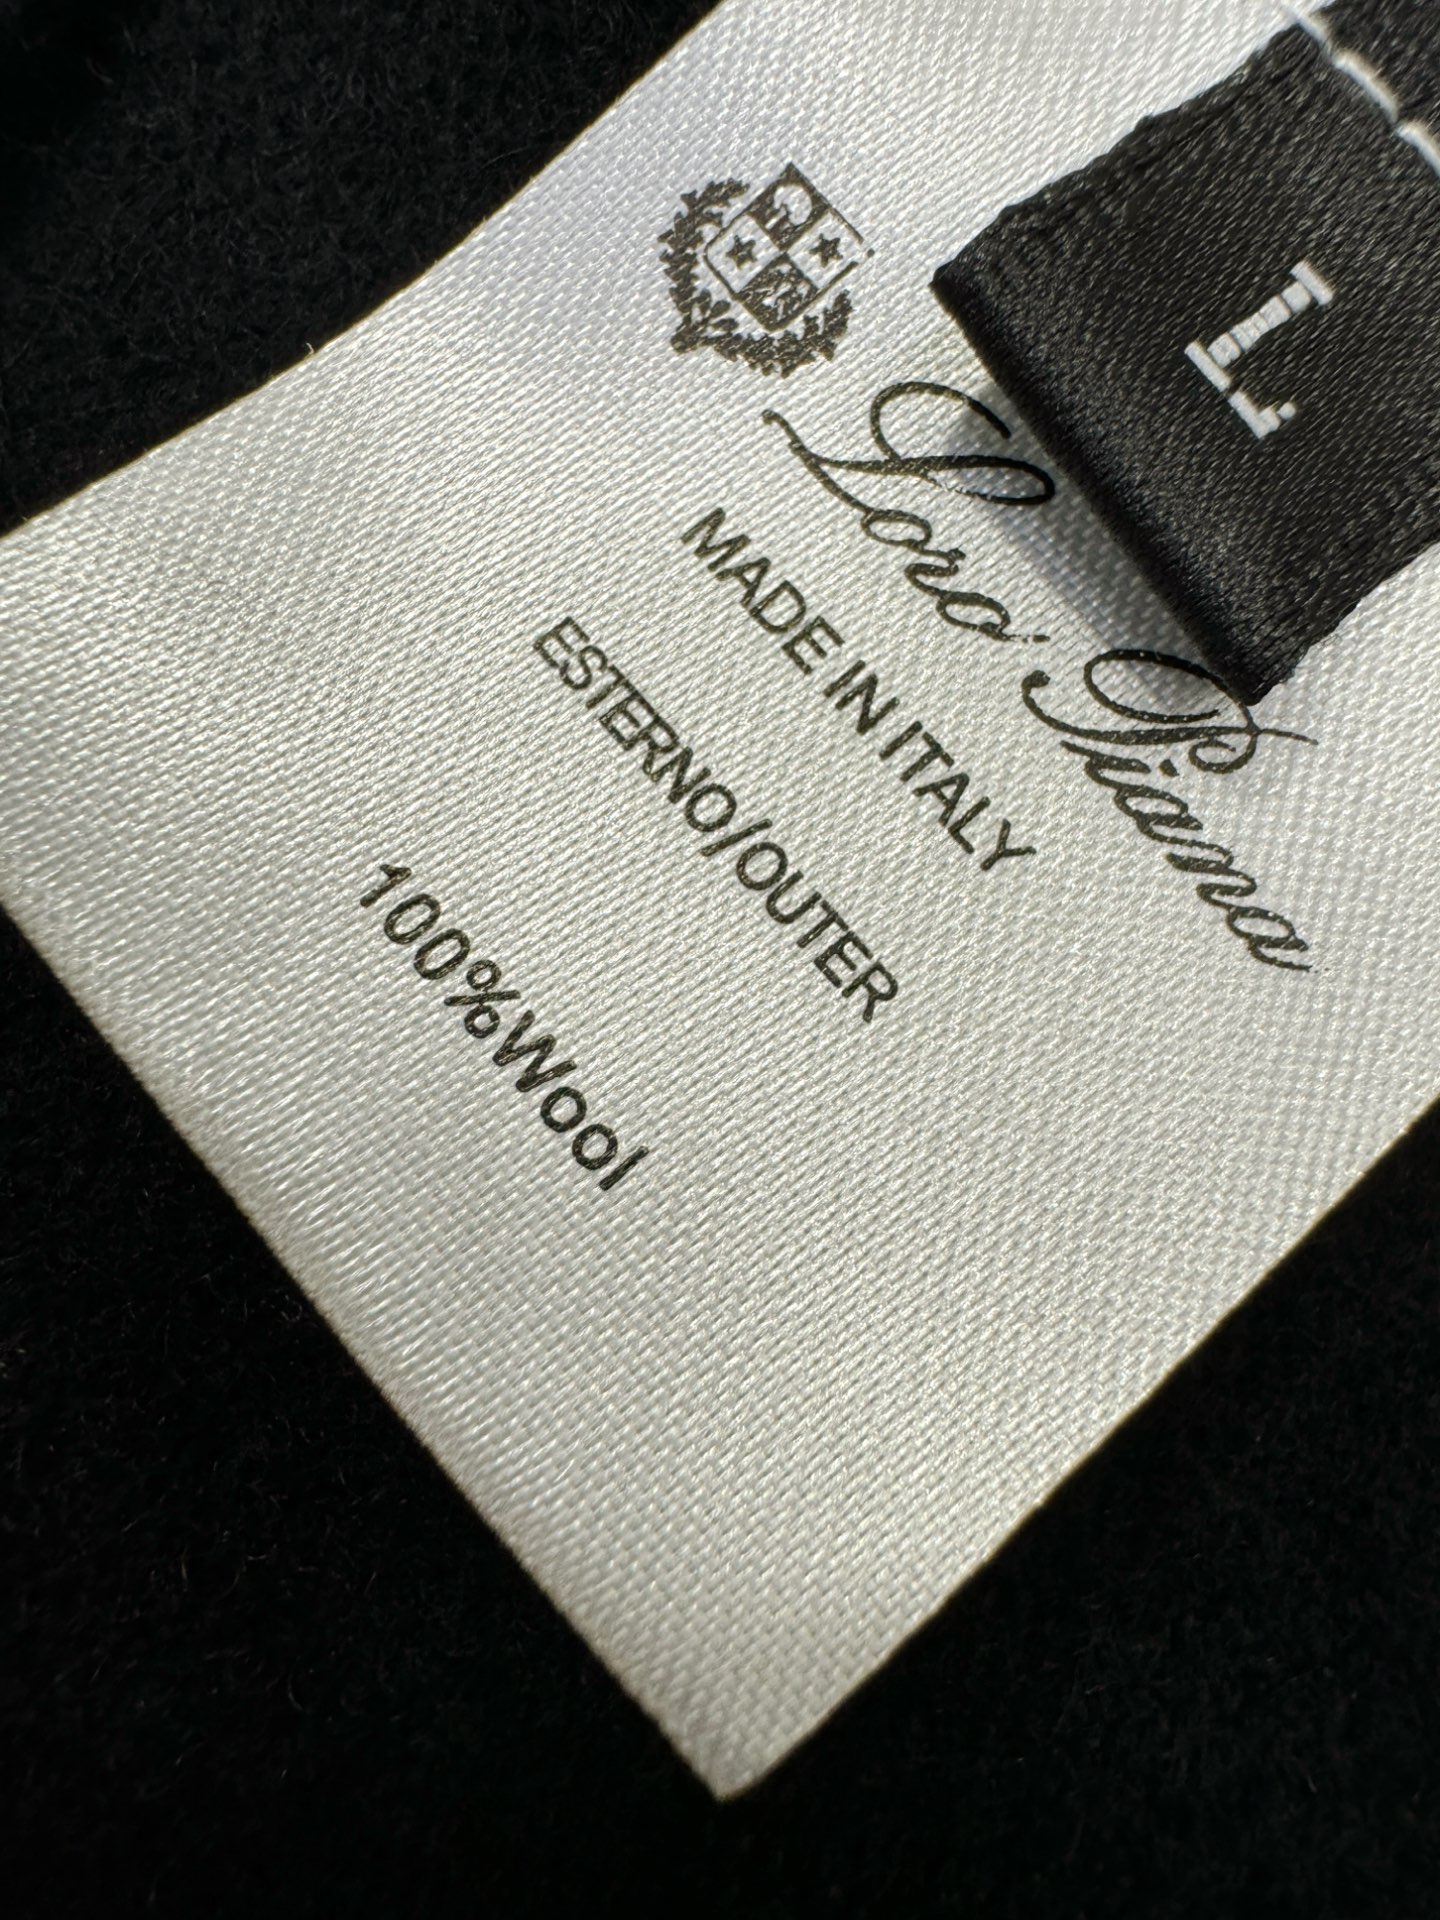 L
Loro Piana
MADE IN ITALY
ESTERNO/OUTER
100%Wool